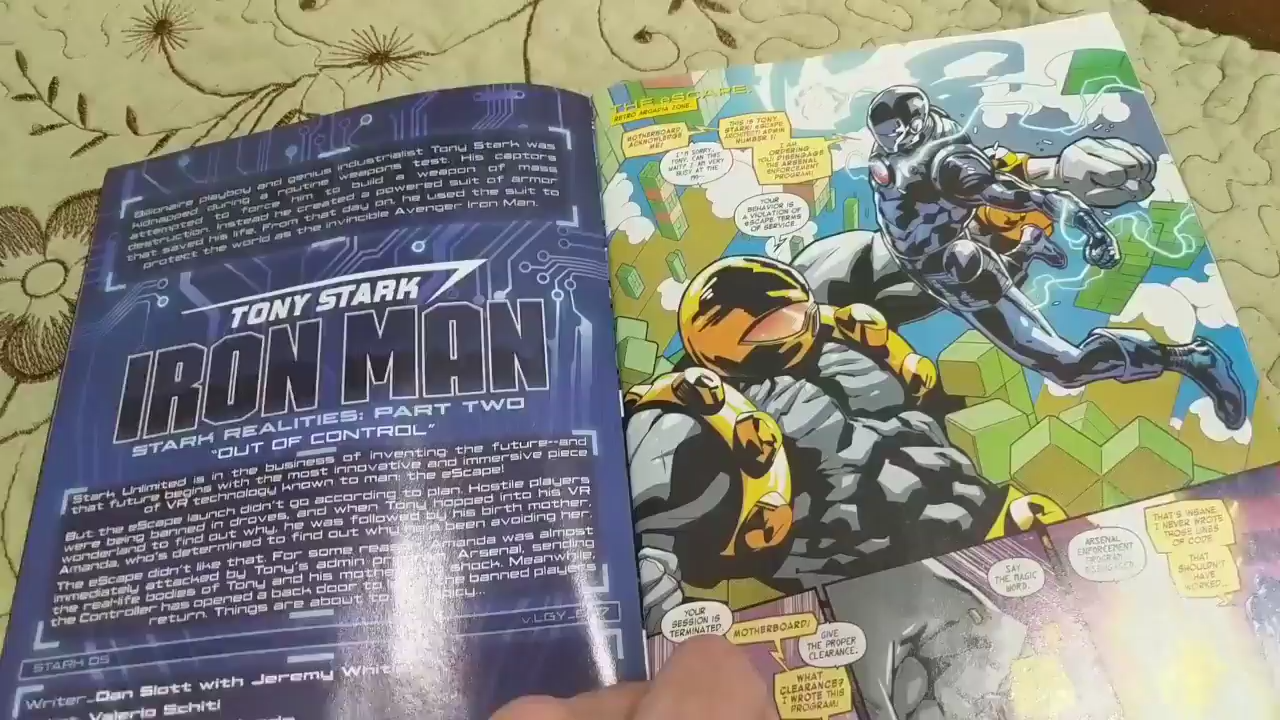 Billionaire playboy and genius industrialist Tony Stark was
kidnapped during a routine weapons test. His captors
attempted to force him to build a weapon of mass
destruction. Instead he created a powered suit of armor
that saved his life. From that day on, he used the suit to
protect the world as the invincible Avenger Iron Man.
TONY STARK
IRON MAN
STARK REALITIES: PART TWO
"OUT OF CONTROL"
Stark Unlimited is in the business of inventing the future--and
that future begins with the most innovative and immersive piece
of VR technology known to man: the eScape!
But the eScape launch didn't go according to plan. Hostile players
were being banned in droves, and when Tony hopped into his VR
wonderland to find out why, he was followed by his birth mother,
Amanda, who's determined to find out why he's been avoiding her.
The eScape didn't like that. For some reason Amanda was almost
immediately attacked by Tony's admin Arsenal, sending
the real-life bodies of Tony and his mother shock. Meanwhile,
the Controller has opened a back door to banned players
return. Things are about to
v.LGY
STARK OS
Writer_Dan Slott with Jeremy
Valerio Schiti
THE eSCAPE.
RETRO ARCADIA ZONE.
MOTHERBOARD,
ACKNOWLEDGE
ME!
THIS IS TONY
STARK! eSCAPE
ARCHITECT! ADMIN
NUMBER 1!
I'M SORRY,
TONY. CAN THIS
WAIT? I AM VERY
BUSY AT THE
MO--
I AM
ORDERING
YOU! DISENGAGE
THE ARSENAL
ENFORCEMENT
PROGRAM!
YOUR
BEHAVIOR IS
A VIOLATION OF
eSCAPE TERMS
OF SERVICE.
YOUR
SESSION IS
TERMINATED.
MOTHERBOARD!
GIVE
THE PROPER
CLEARANCE.
WHAT
CLEARANCE?
I WROTE THIS
PROGRAM!
SAY
THE MAGIC
WORD.
ARSENAL
ENFORCEMENT
PROGRAM
DISENGAGED.
THAT'S INSANE.
I NEVER WROTE
THOSE LINES
OF CODE.
THAT
SHOULDN'T
HAVE
WORKED...